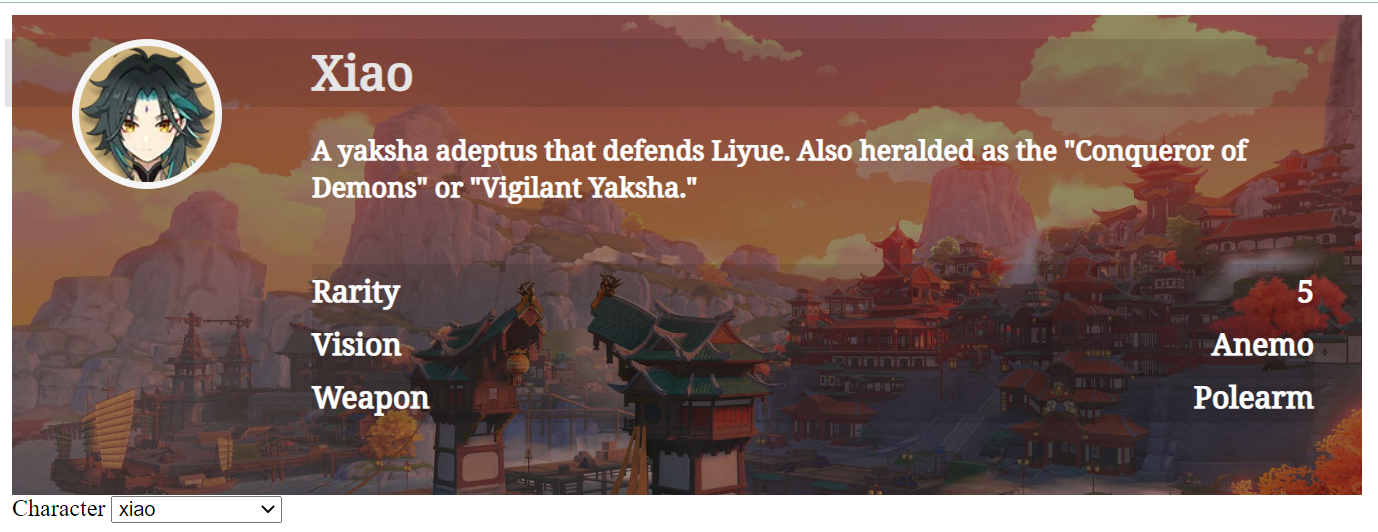 Xiao
A yaksha adeptus that defends Liyue. Also heralded as the "Conqueror of
Demons" or "Vigilant Yaksha."
Rarity 5
Vision Anemo
Weapon Polearm
Character xiao